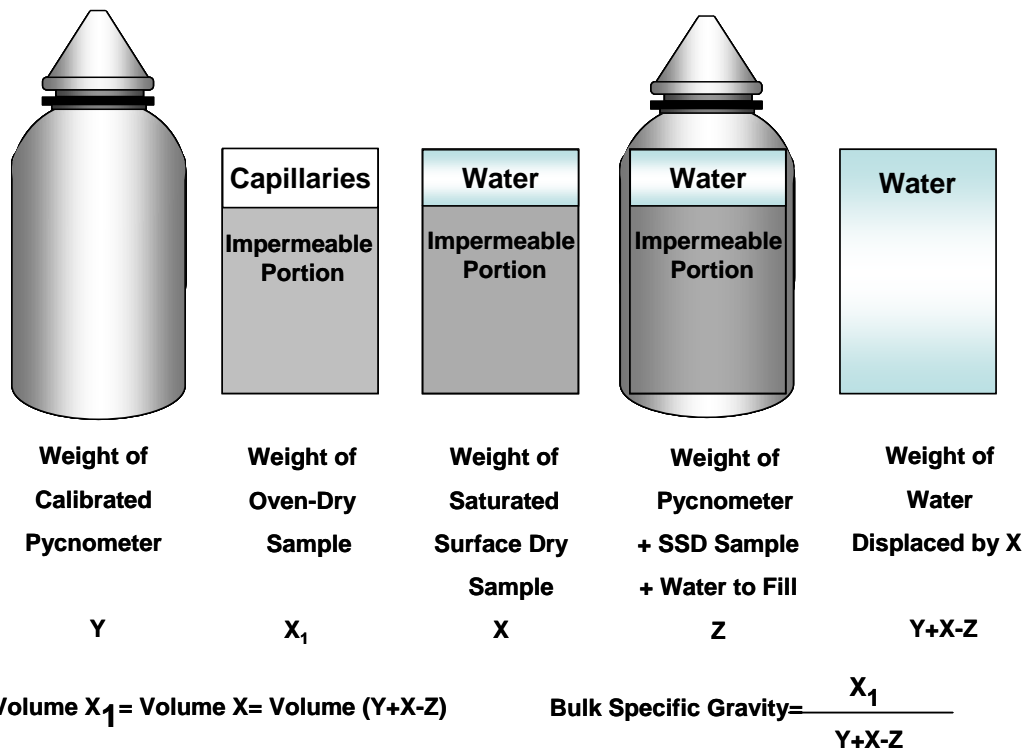 Capillaries
Impermeable
Portion
Water
Impermeable
Portion
Water
Impermeable
Portion
Water
Weight of
Calibrated
Pycnometer
Y
Weight of
Oven-Dry
Sample
X₁
Weight of
Saturated
Surface Dry
Sample
X
Weight of
Pycnometer
+ SSD Sample
+ Water to Fill
Z
Weight of
Water
Displaced by X
Y+X-Z
Volume X₁= Volume X= Volume (Y+X-Z)
Bulk Specific Gravity=
X₁
Y+X-Z